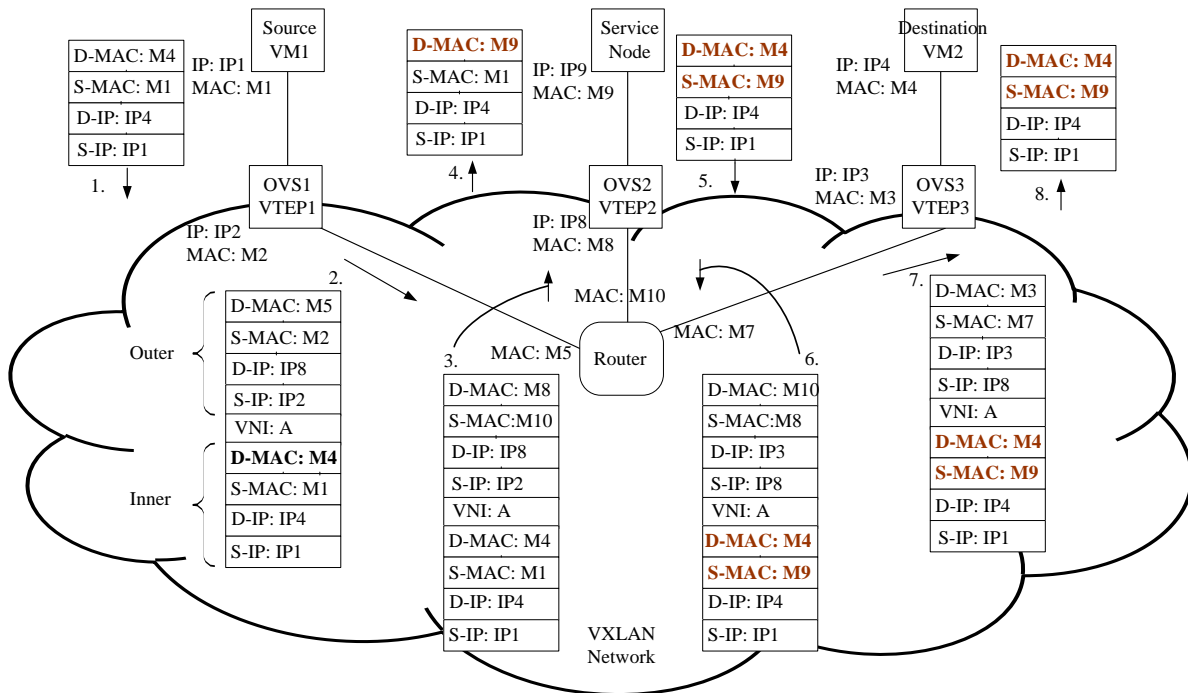 Source
VM1
IP: IP1
MAC: M1
D-MAC: M4
S-MAC: M1
D-IP: IP4
S-IP: IP1
1.
OVS1
VTEP1
IP: IP2
MAC: M2
2.
Outer
D-MAC: M5
S-MAC: M2
D-IP: IP8
S-IP: IP2
VNI: A
Inner
D-MAC: M4
S-MAC: M1
D-IP: IP4
S-IP: IP1
MAC: M5
3.
D-MAC: M8
S-MAC:M10
D-IP: IP8
S-IP: IP2
VNI: A
D-MAC: M4
S-MAC: M1
D-IP: IP4
S-IP: IP1
D-MAC: M9
S-MAC: M1
D-IP: IP4
S-IP: IP1
4.
Service
Node
IP: IP9
MAC: M9
OVS2
VTEP2
IP: IP8
MAC: M8
MAC: M10
Router
MAC: M7
D-MAC: M4
S-MAC: M9
D-IP: IP4
S-IP: IP1
5.
6.
D-MAC: M10
S-MAC:M8
D-IP: IP3
S-IP: IP8
VNI: A
D-MAC: M4
S-MAC: M9
D-IP: IP4
S-IP: IP1
Destination
VM2
IP: IP4
MAC: M4
OVS3
VTEP3
IP: IP3
MAC: M3
7.
D-MAC: M3
S-MAC: M7
D-IP: IP3
S-IP: IP8
VNI: A
D-MAC: M4
S-MAC: M9
D-IP: IP4
S-IP: IP1
D-MAC: M4
S-MAC: M9
D-IP: IP4
S-IP: IP1
8.
VXLAN
Network